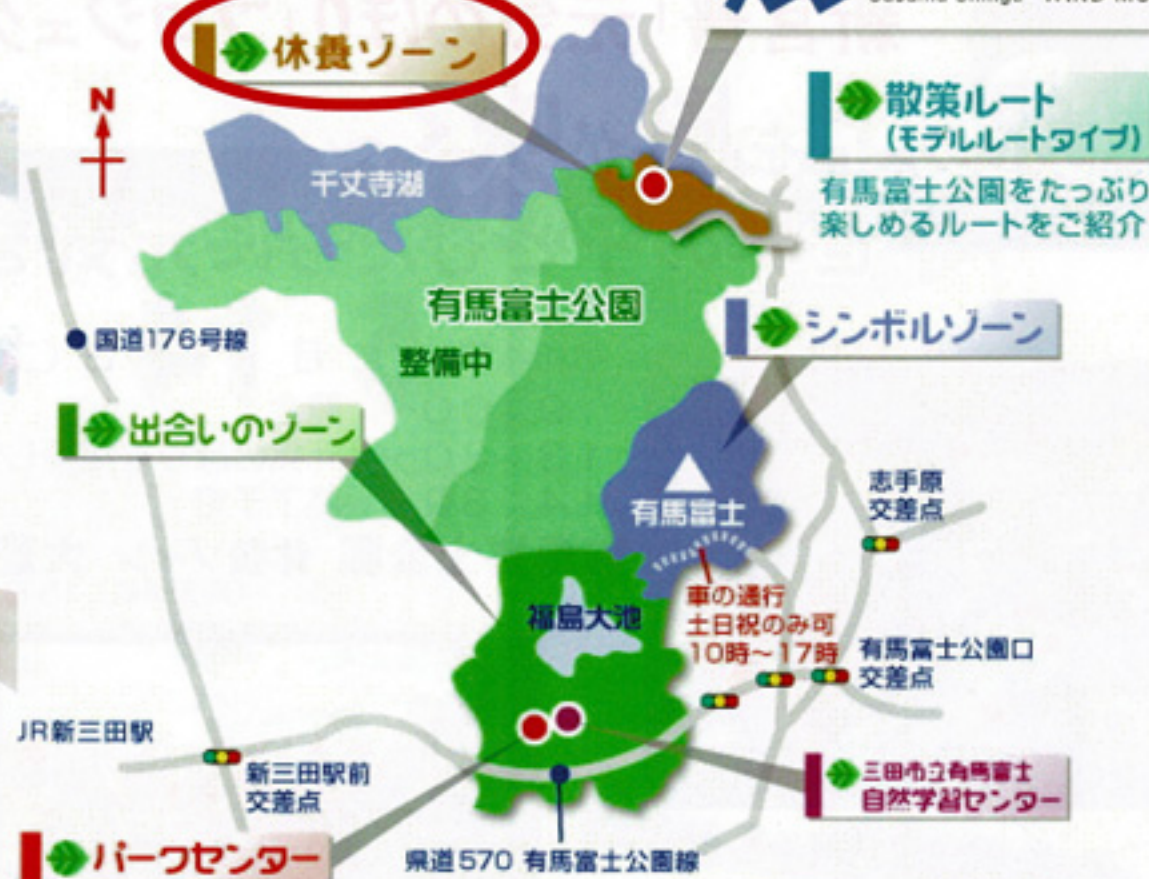 休養ゾーン
N
散策ルート
(モデルルートタイプ)
有馬富士公園をたっぷり
楽しめるルートをご紹介
千丈寺湖
有馬富士公園
整備中
シンボルゾーン
国道176号線
出合いのゾーン
有馬富士
志手原
交差点
車の通行
土日祝のみ可
10時~17時
福島大池
有馬富士公園口
交差点
JR新三田駅
新三田駅前
交差点
三田市立有馬富士
自然学習センター
パークセンター
県道570 有馬富士公園線